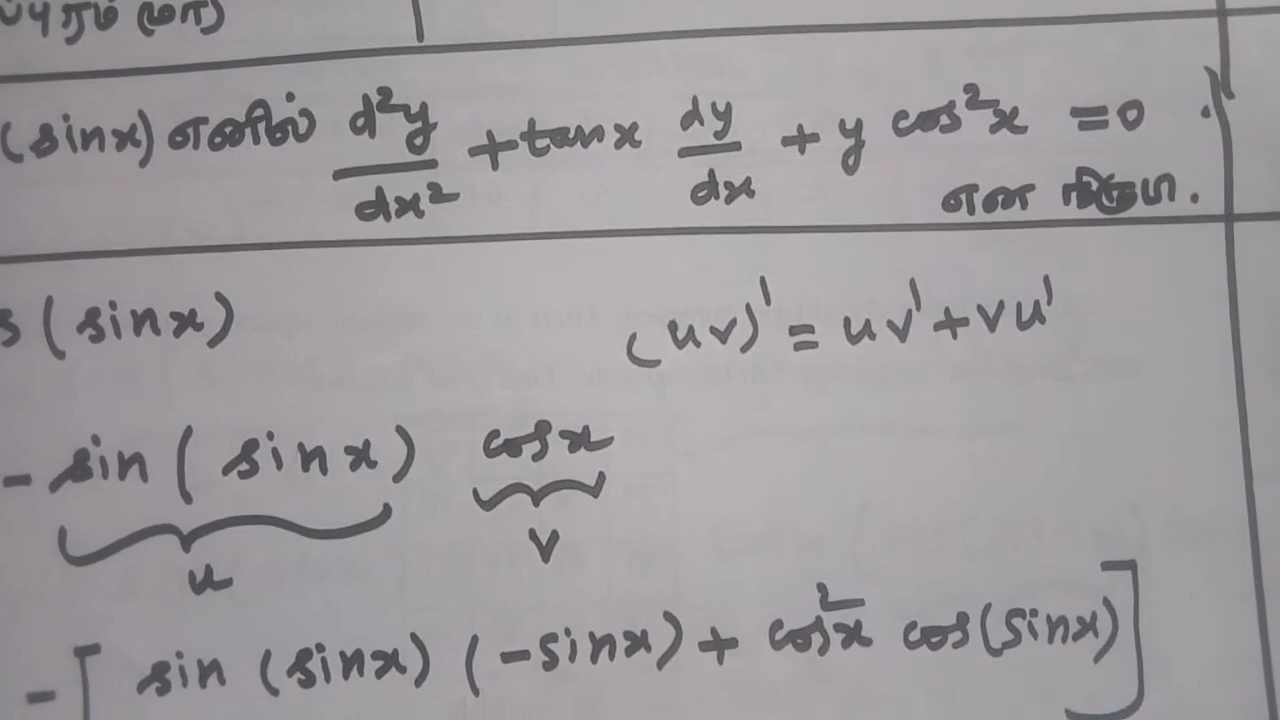 (sinx) எனில் d²y/dx² + tanx dy/dx + y cos²x = 0.
என நிறுவு.
s (sinx)
(uv)' = uv' + vu'
- sin (sinx) cosx
u v
- [ sin (sinx) (-sinx) + cos²x cos(sinx) ]